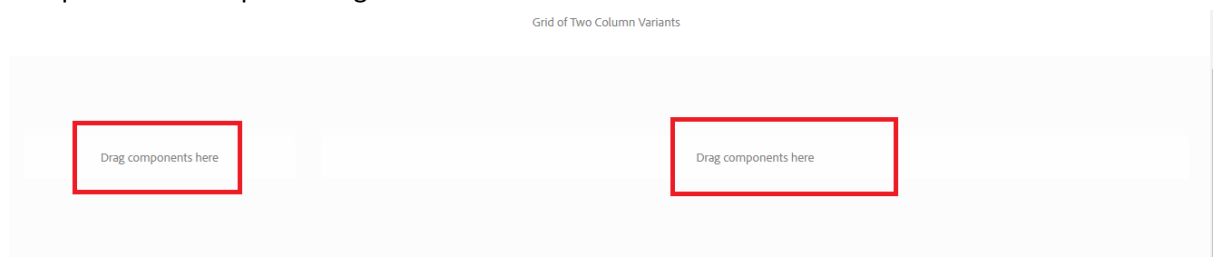 Grid of Two Column Variants
Drag components here
Drag components here